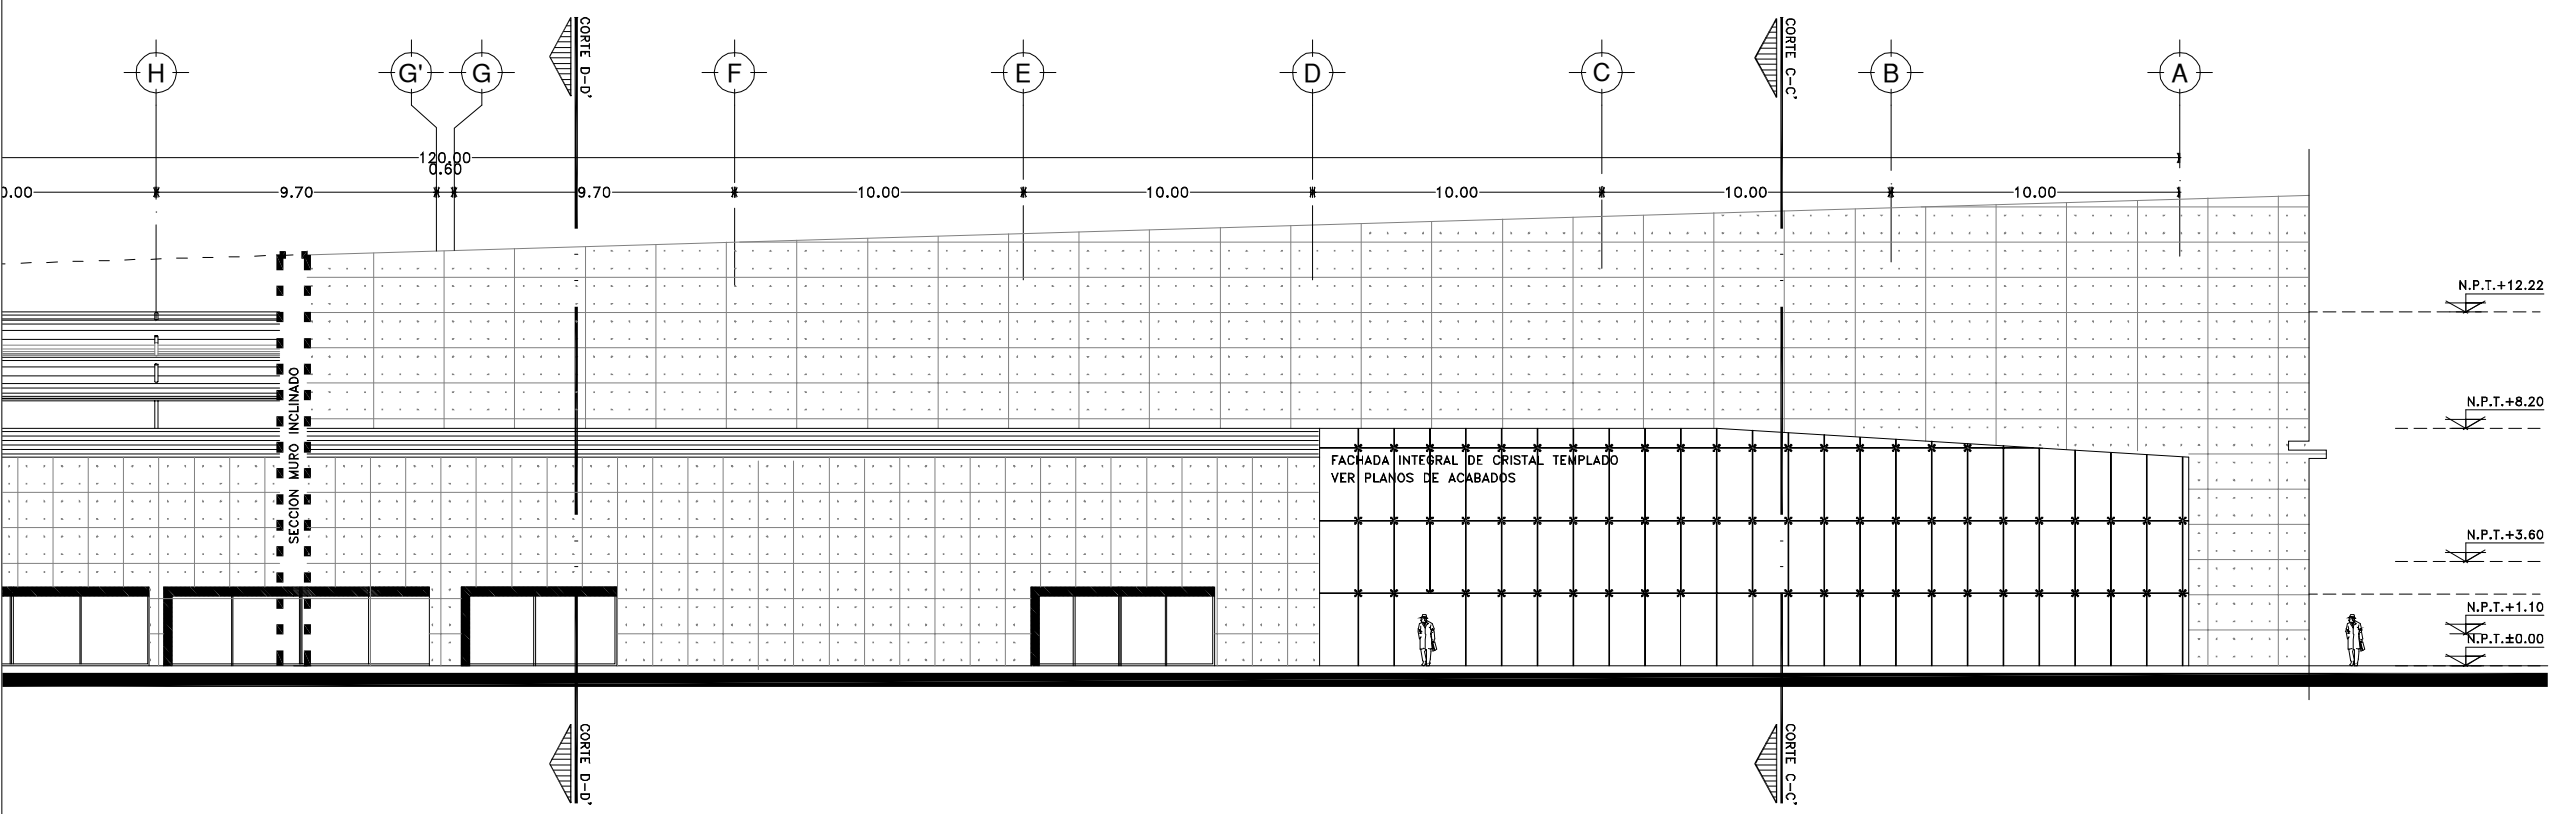 H
G'
G
F
E
D
C
B
A
CORTE D-D'
CORTE C-C'
120.00
0.60
9.70
9.70
10.00
10.00
10.00
10.00
10.00
N.P.T.+12.22
N.P.T.+8.20
N.P.T.+3.60
N.P.T.+1.10
N.P.T.±0.00
SECCION MURO INCLINADO
FACHADA INTEGRAL DE CRISTAL TEMPLADO
VER PLANOS DE ACABADOS
CORTE D-D'
CORTE C-C'